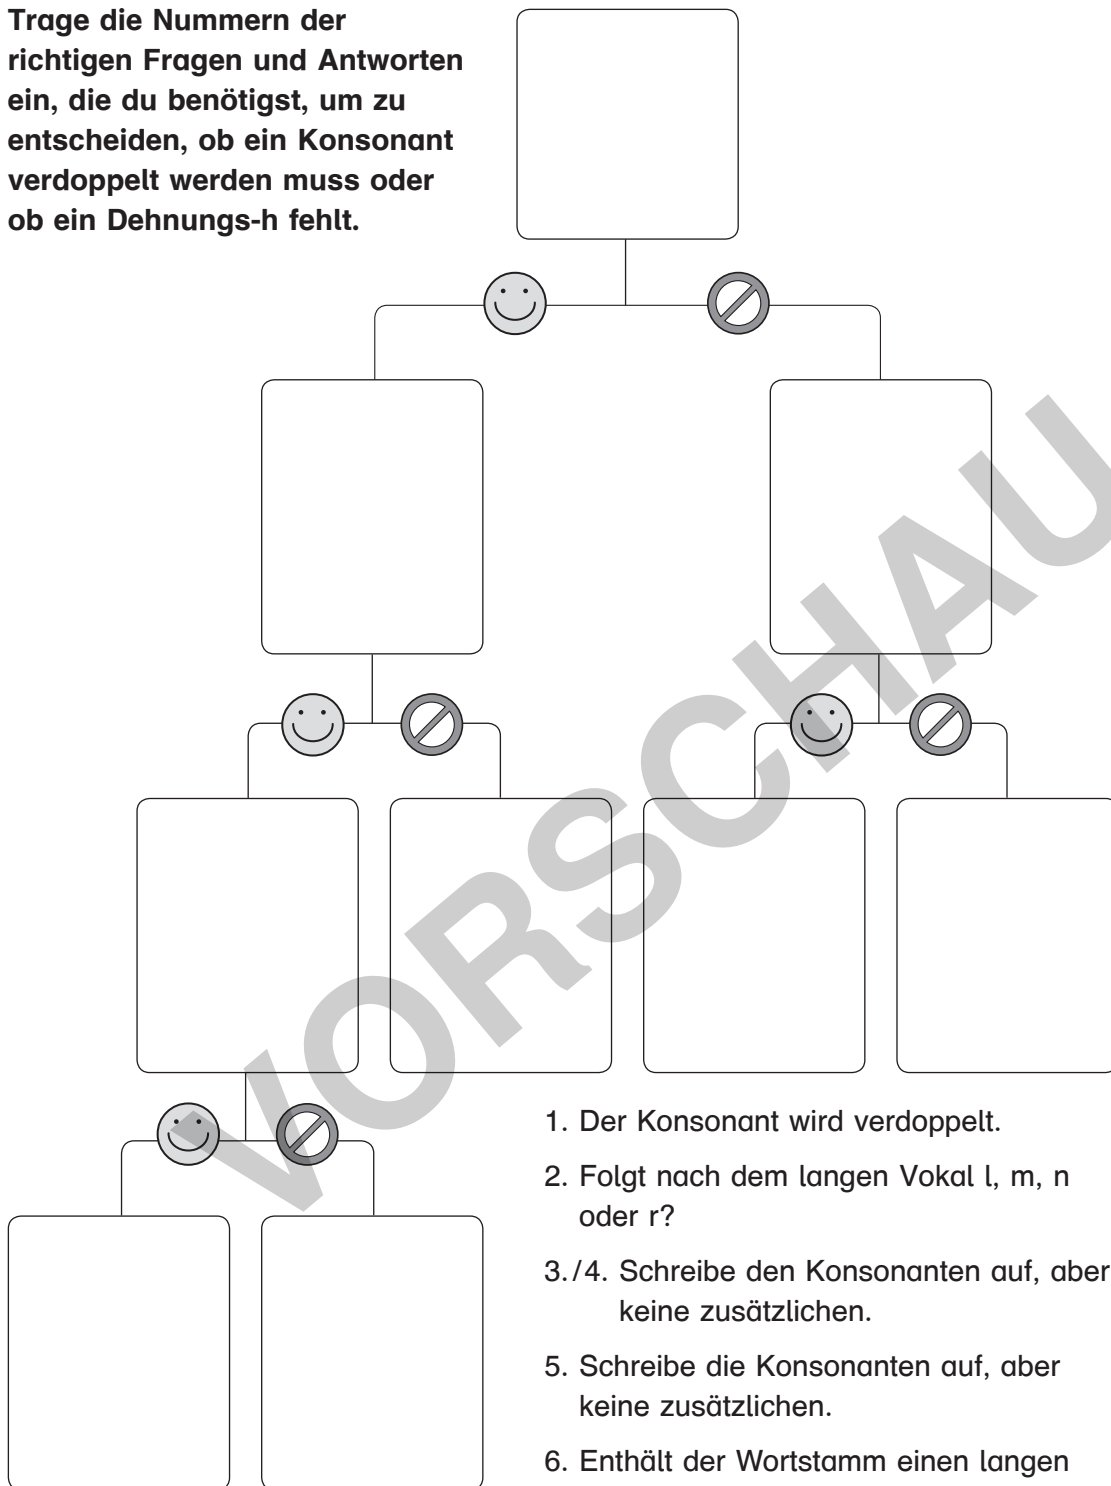 Trage die Nummern der
richtigen Fragen und Antworten
ein, die du benötigst, um zu
entscheiden, ob ein Konsonant
verdoppelt werden muss oder
ob ein Dehnungs-h fehlt.
VORSCHAU
1. Der Konsonant wird verdoppelt.
2. Folgt nach dem langen Vokal l, m, n
oder r?
3./4. Schreibe den Konsonanten auf, aber
keine zusätzlichen.
5. Schreibe die Konsonanten auf, aber
keine zusätzlichen.
6. Enthält der Wortstamm einen langen